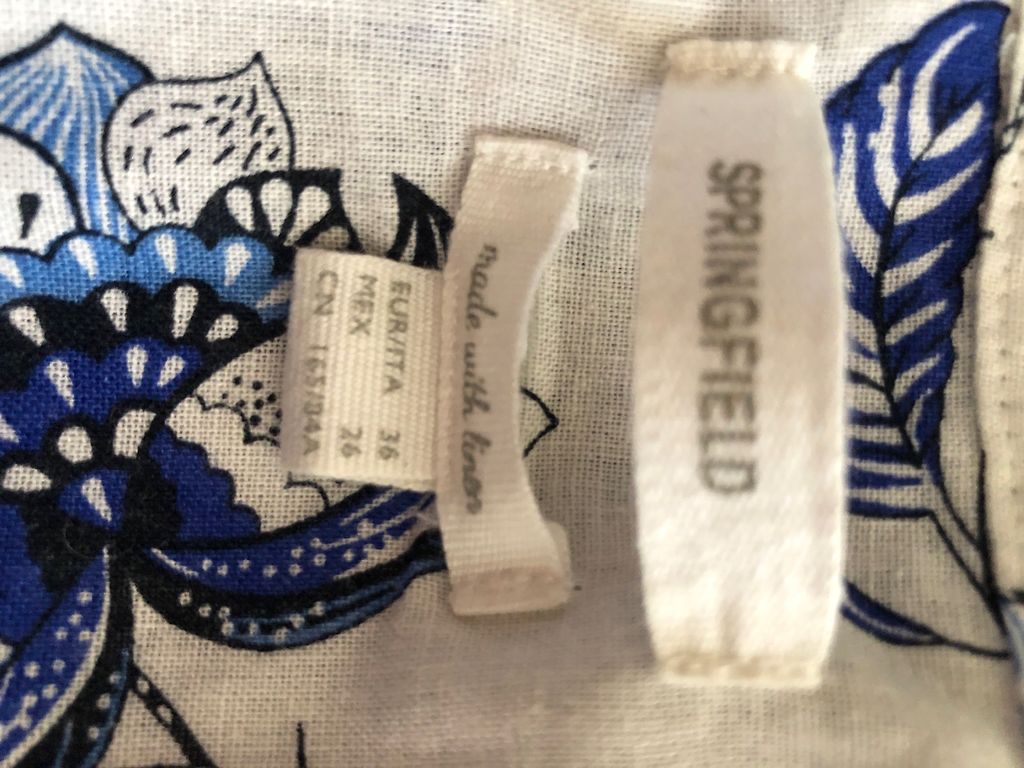 SPRINGFIELD
made with linen
EUR/ITA 36
MEX 26
CN 165/84A